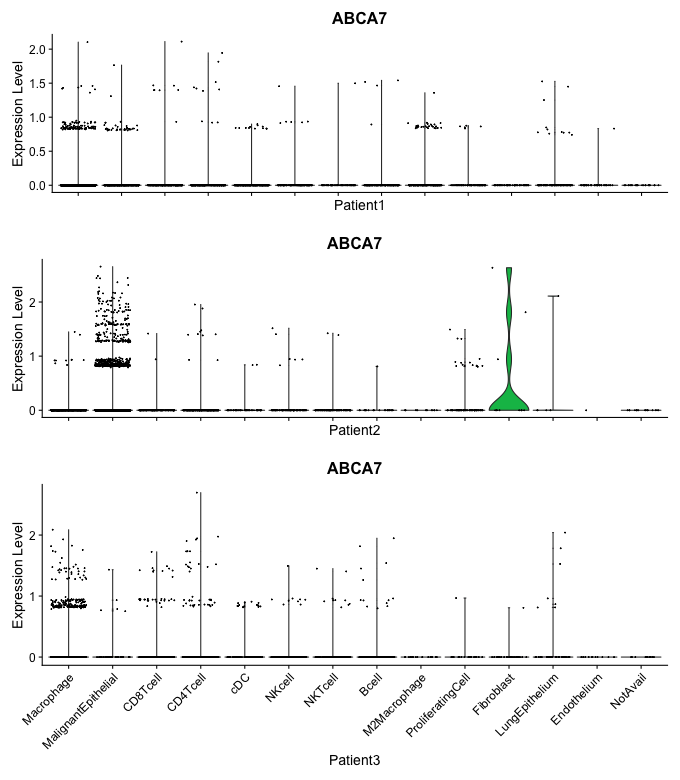 ABCA7
Expression Level
2.0
1.5
1.0
0.5
0.0
Patient1
ABCA7
Expression Level
2
1
0
Patient2
ABCA7
Expression Level
2
1
0
Macrophage
MalignantEpithelial
CD8Tcell
CD4Tcell
cDC
NKcell
NKTcell
Bcell
M2Macrophage
ProliferatingCell
Fibroblast
LungEpithelium
Endothelium
NotAvail
Patient3